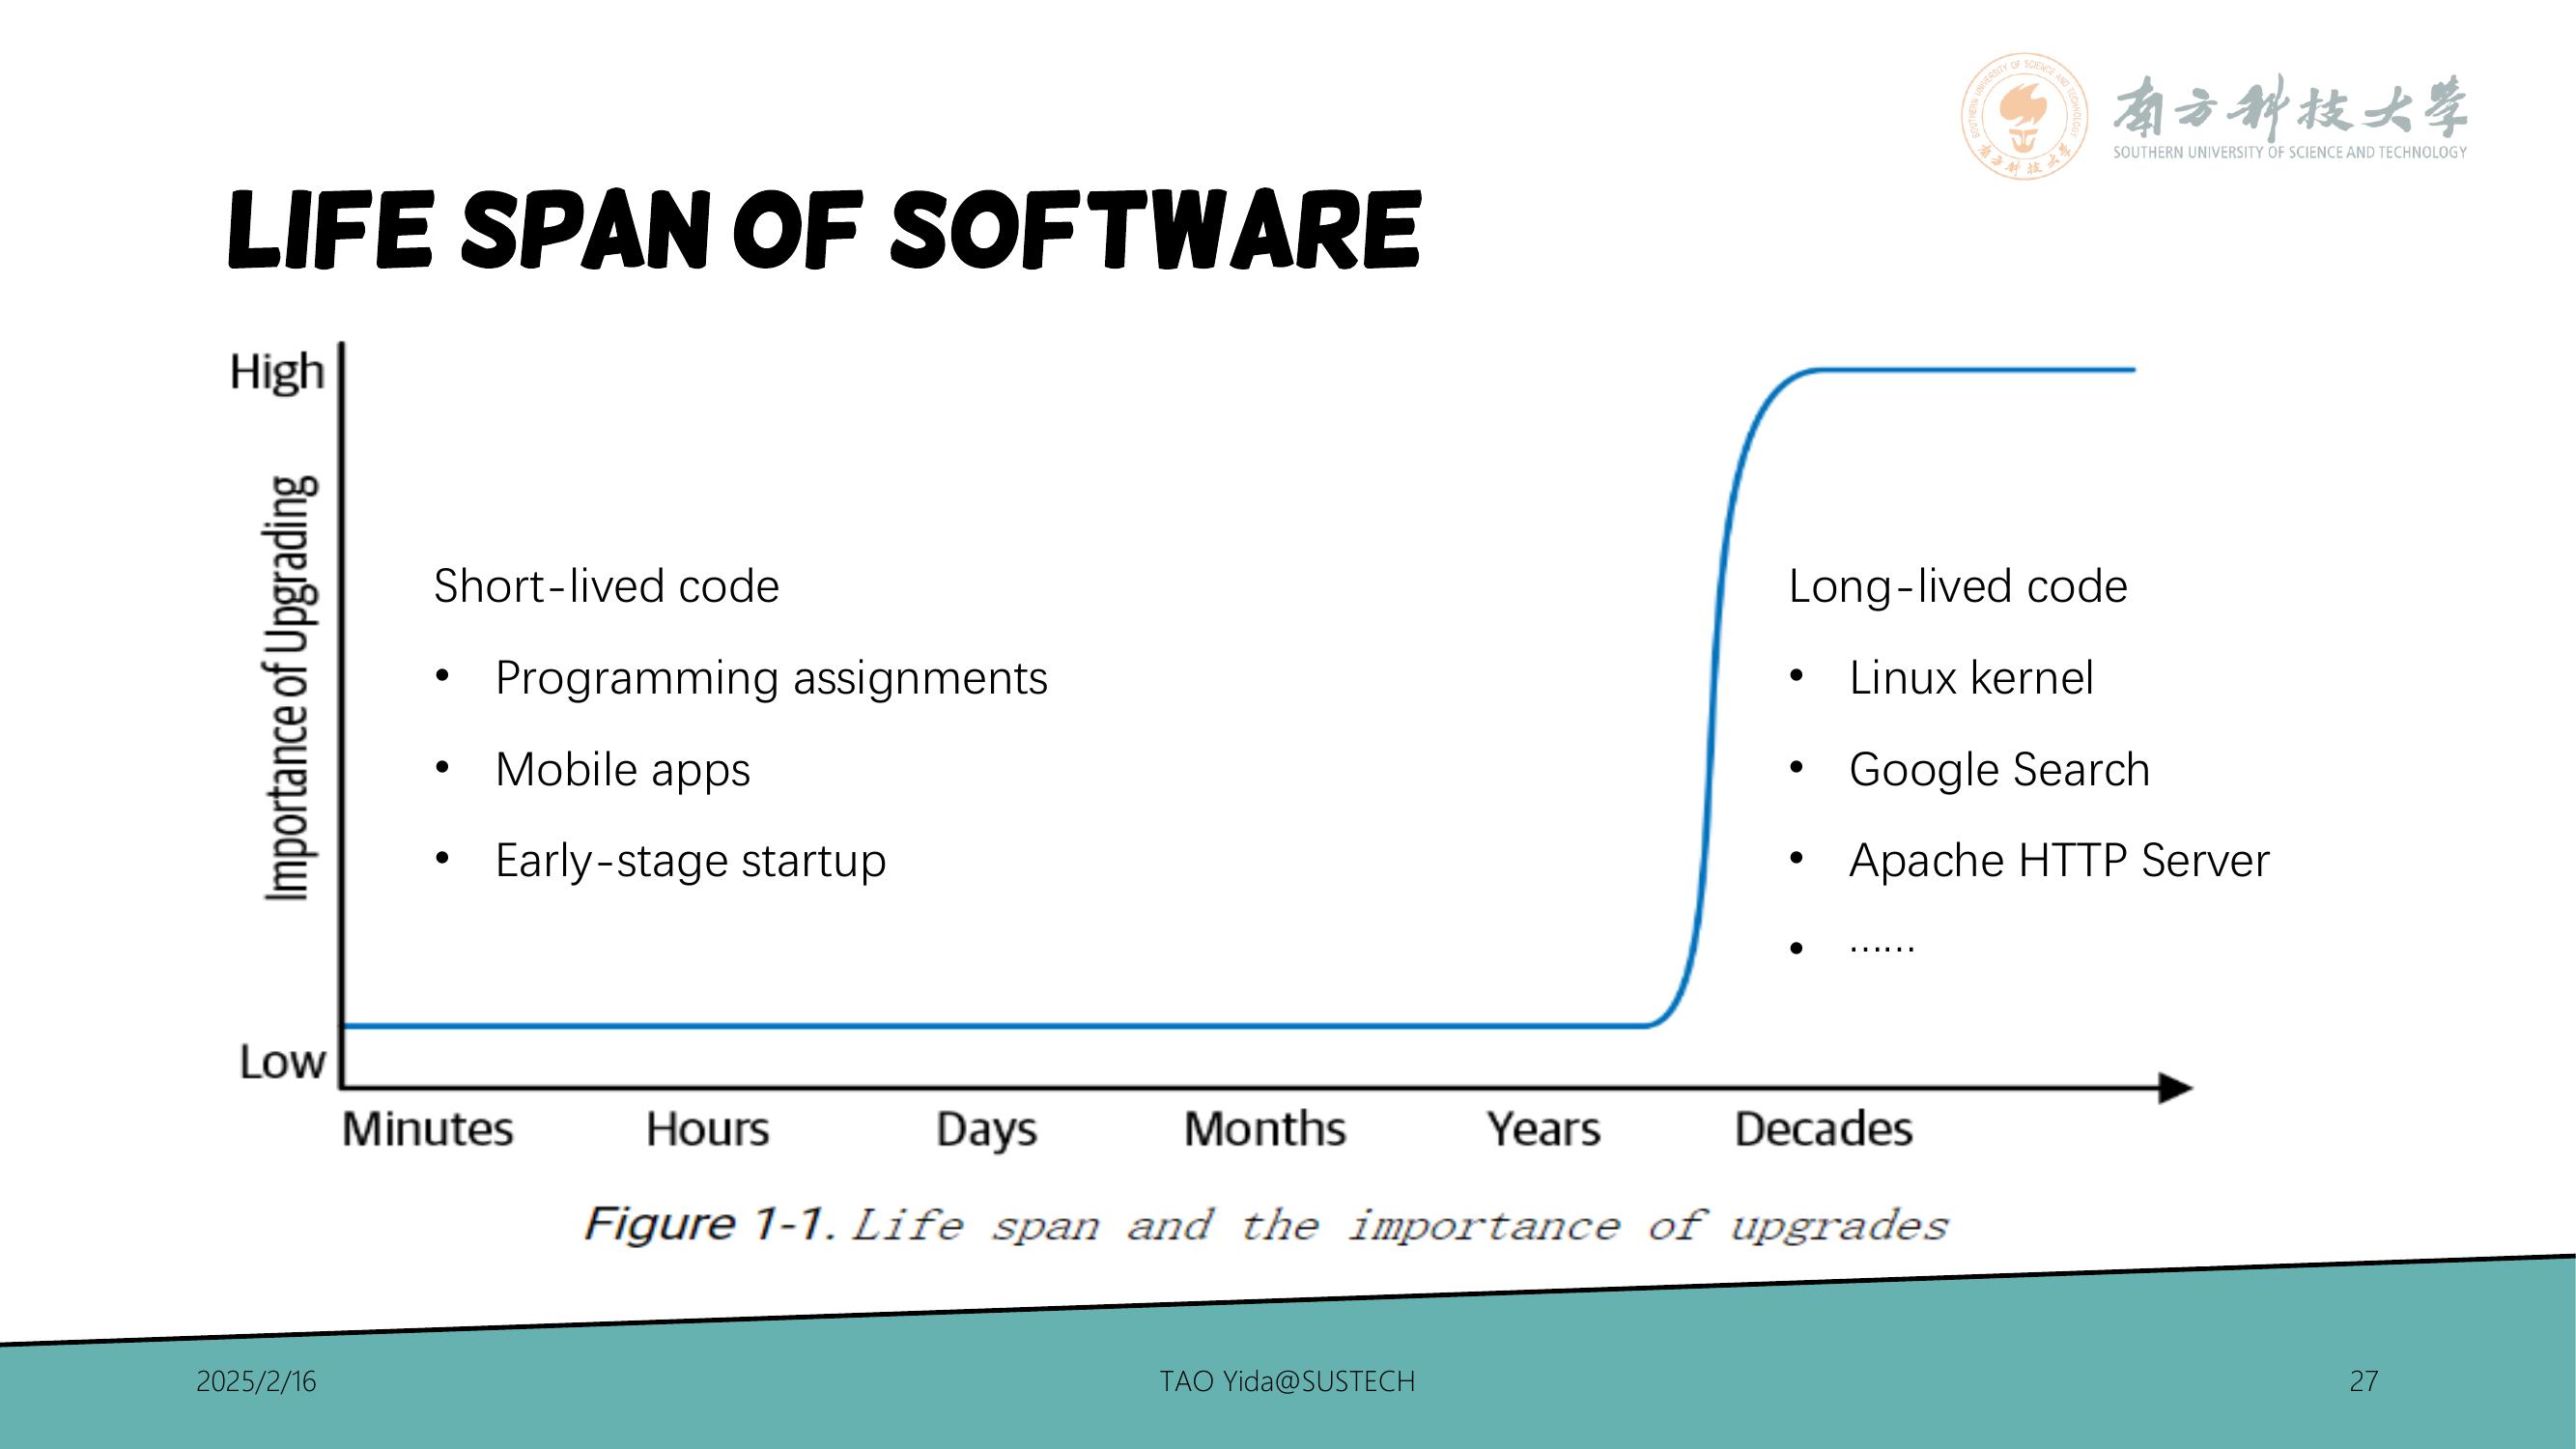 南方科技大学
SOUTHERN UNIVERSITY OF SCIENCE AND TECHNOLOGY
LIFE SPAN OF SOFTWARE
High
Importance of Upgrading
Short-lived code
• Programming assignments
• Mobile apps
• Early-stage startup
Long-lived code
• Linux kernel
• Google Search
• Apache HTTP Server
• ……
Low
Minutes Hours Days Months Years Decades
Figure 1-1. Life span and the importance of upgrades
2025/2/16 TAO Yida@SUSTECH 27